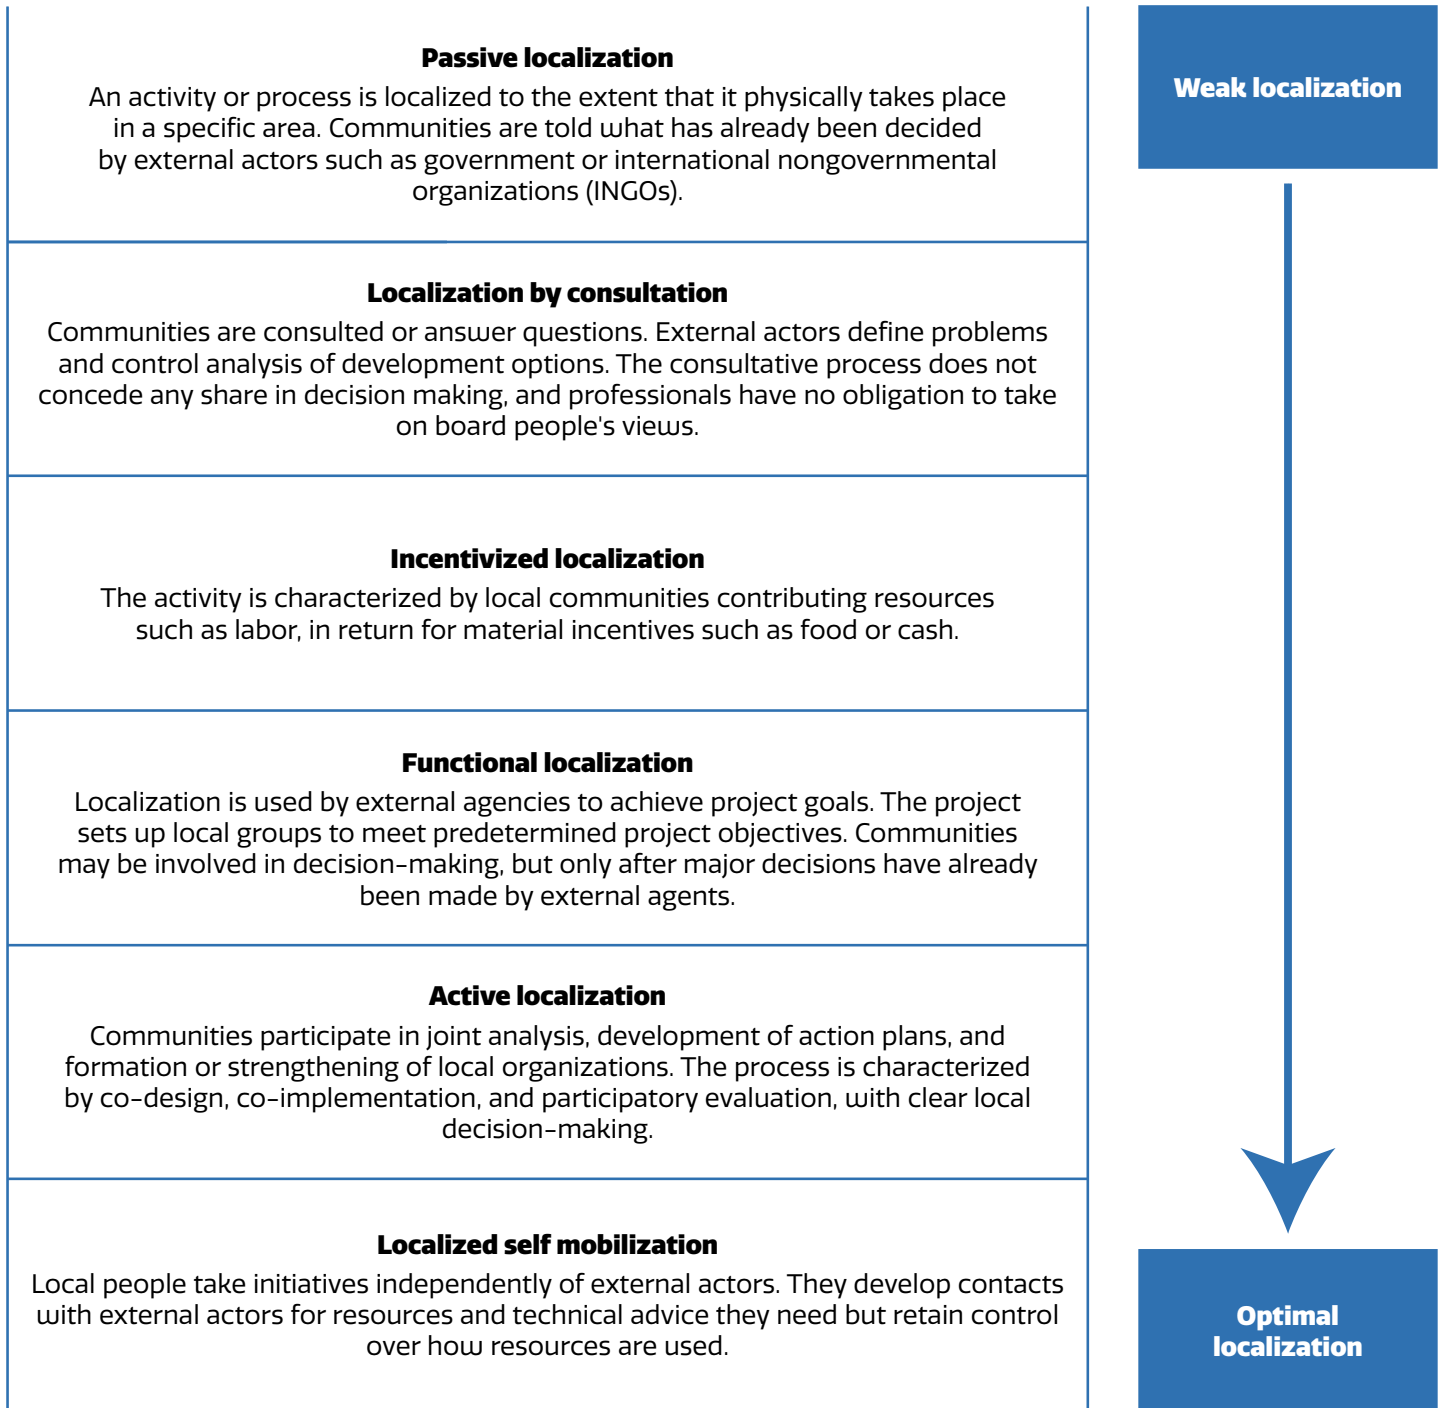 Passive localization
An activity or process is localized to the extent that it physically takes place
in a specific area. Communities are told what has already been decided
by external actors such as government or international nongovernmental
organizations (INGOs).
Weak localization
Localization by consultation
Communities are consulted or answer questions. External actors define problems
and control analysis of development options. The consultative process does not
concede any share in decision making, and professionals have no obligation to take
on board people's views.
Incentivized localization
The activity is characterized by local communities contributing resources
such as labor, in return for material incentives such as food or cash.
Functional localization
Localization is used by external agencies to achieve project goals. The project
sets up local groups to meet predetermined project objectives. Communities
may be involved in decision-making, but only after major decisions have already
been made by external agents.
Active localization
Communities participate in joint analysis, development of action plans, and
formation or strengthening of local organizations. The process is characterized
by co-design, co-implementation, and participatory evaluation, with clear local
decision-making.
Localized self mobilization
Local people take initiatives independently of external actors. They develop contacts
with external actors for resources and technical advice they need but retain control
over how resources are used.
Optimal
localization